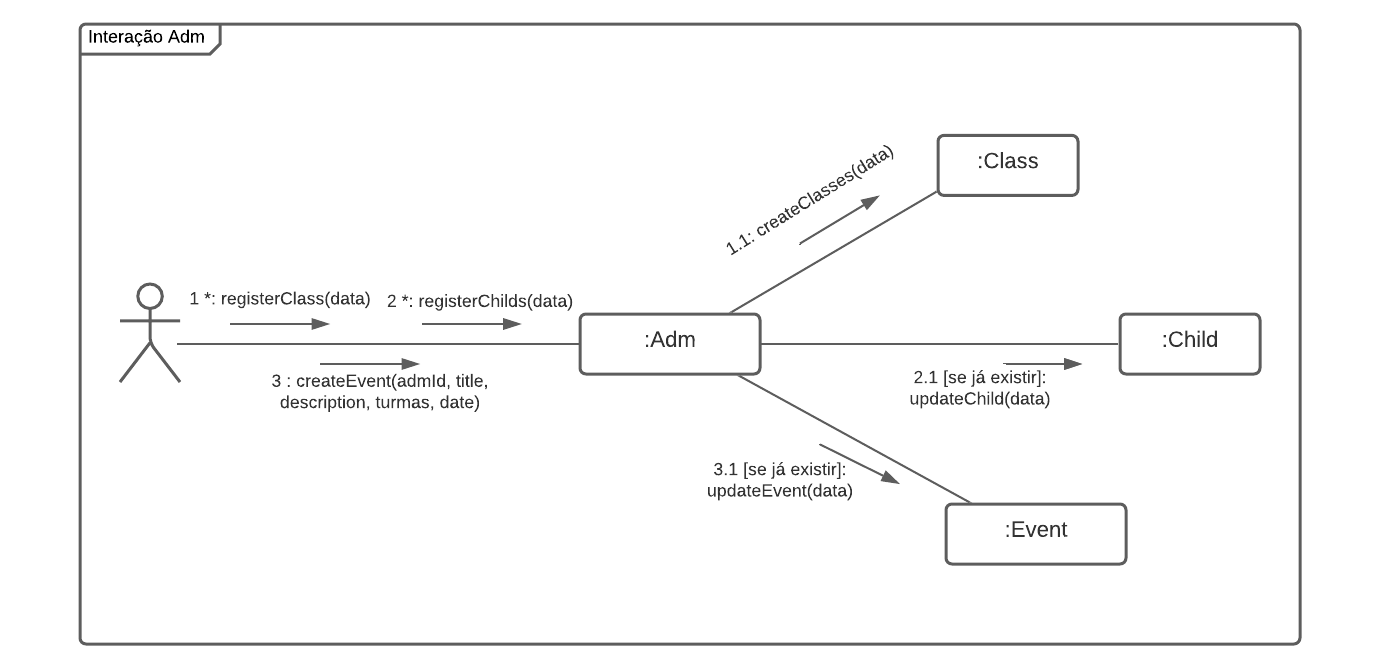 Interação Adm
:Class
1.1: createClasses(data)
1 *: registerClass(data)
2 *: registerChilds(data)
:Adm
:Child
3 : createEvent(admId, title,
description, turmas, date)
2.1 [se já existir]:
updateChild(data)
3.1 [se já existir]:
updateEvent(data)
:Event